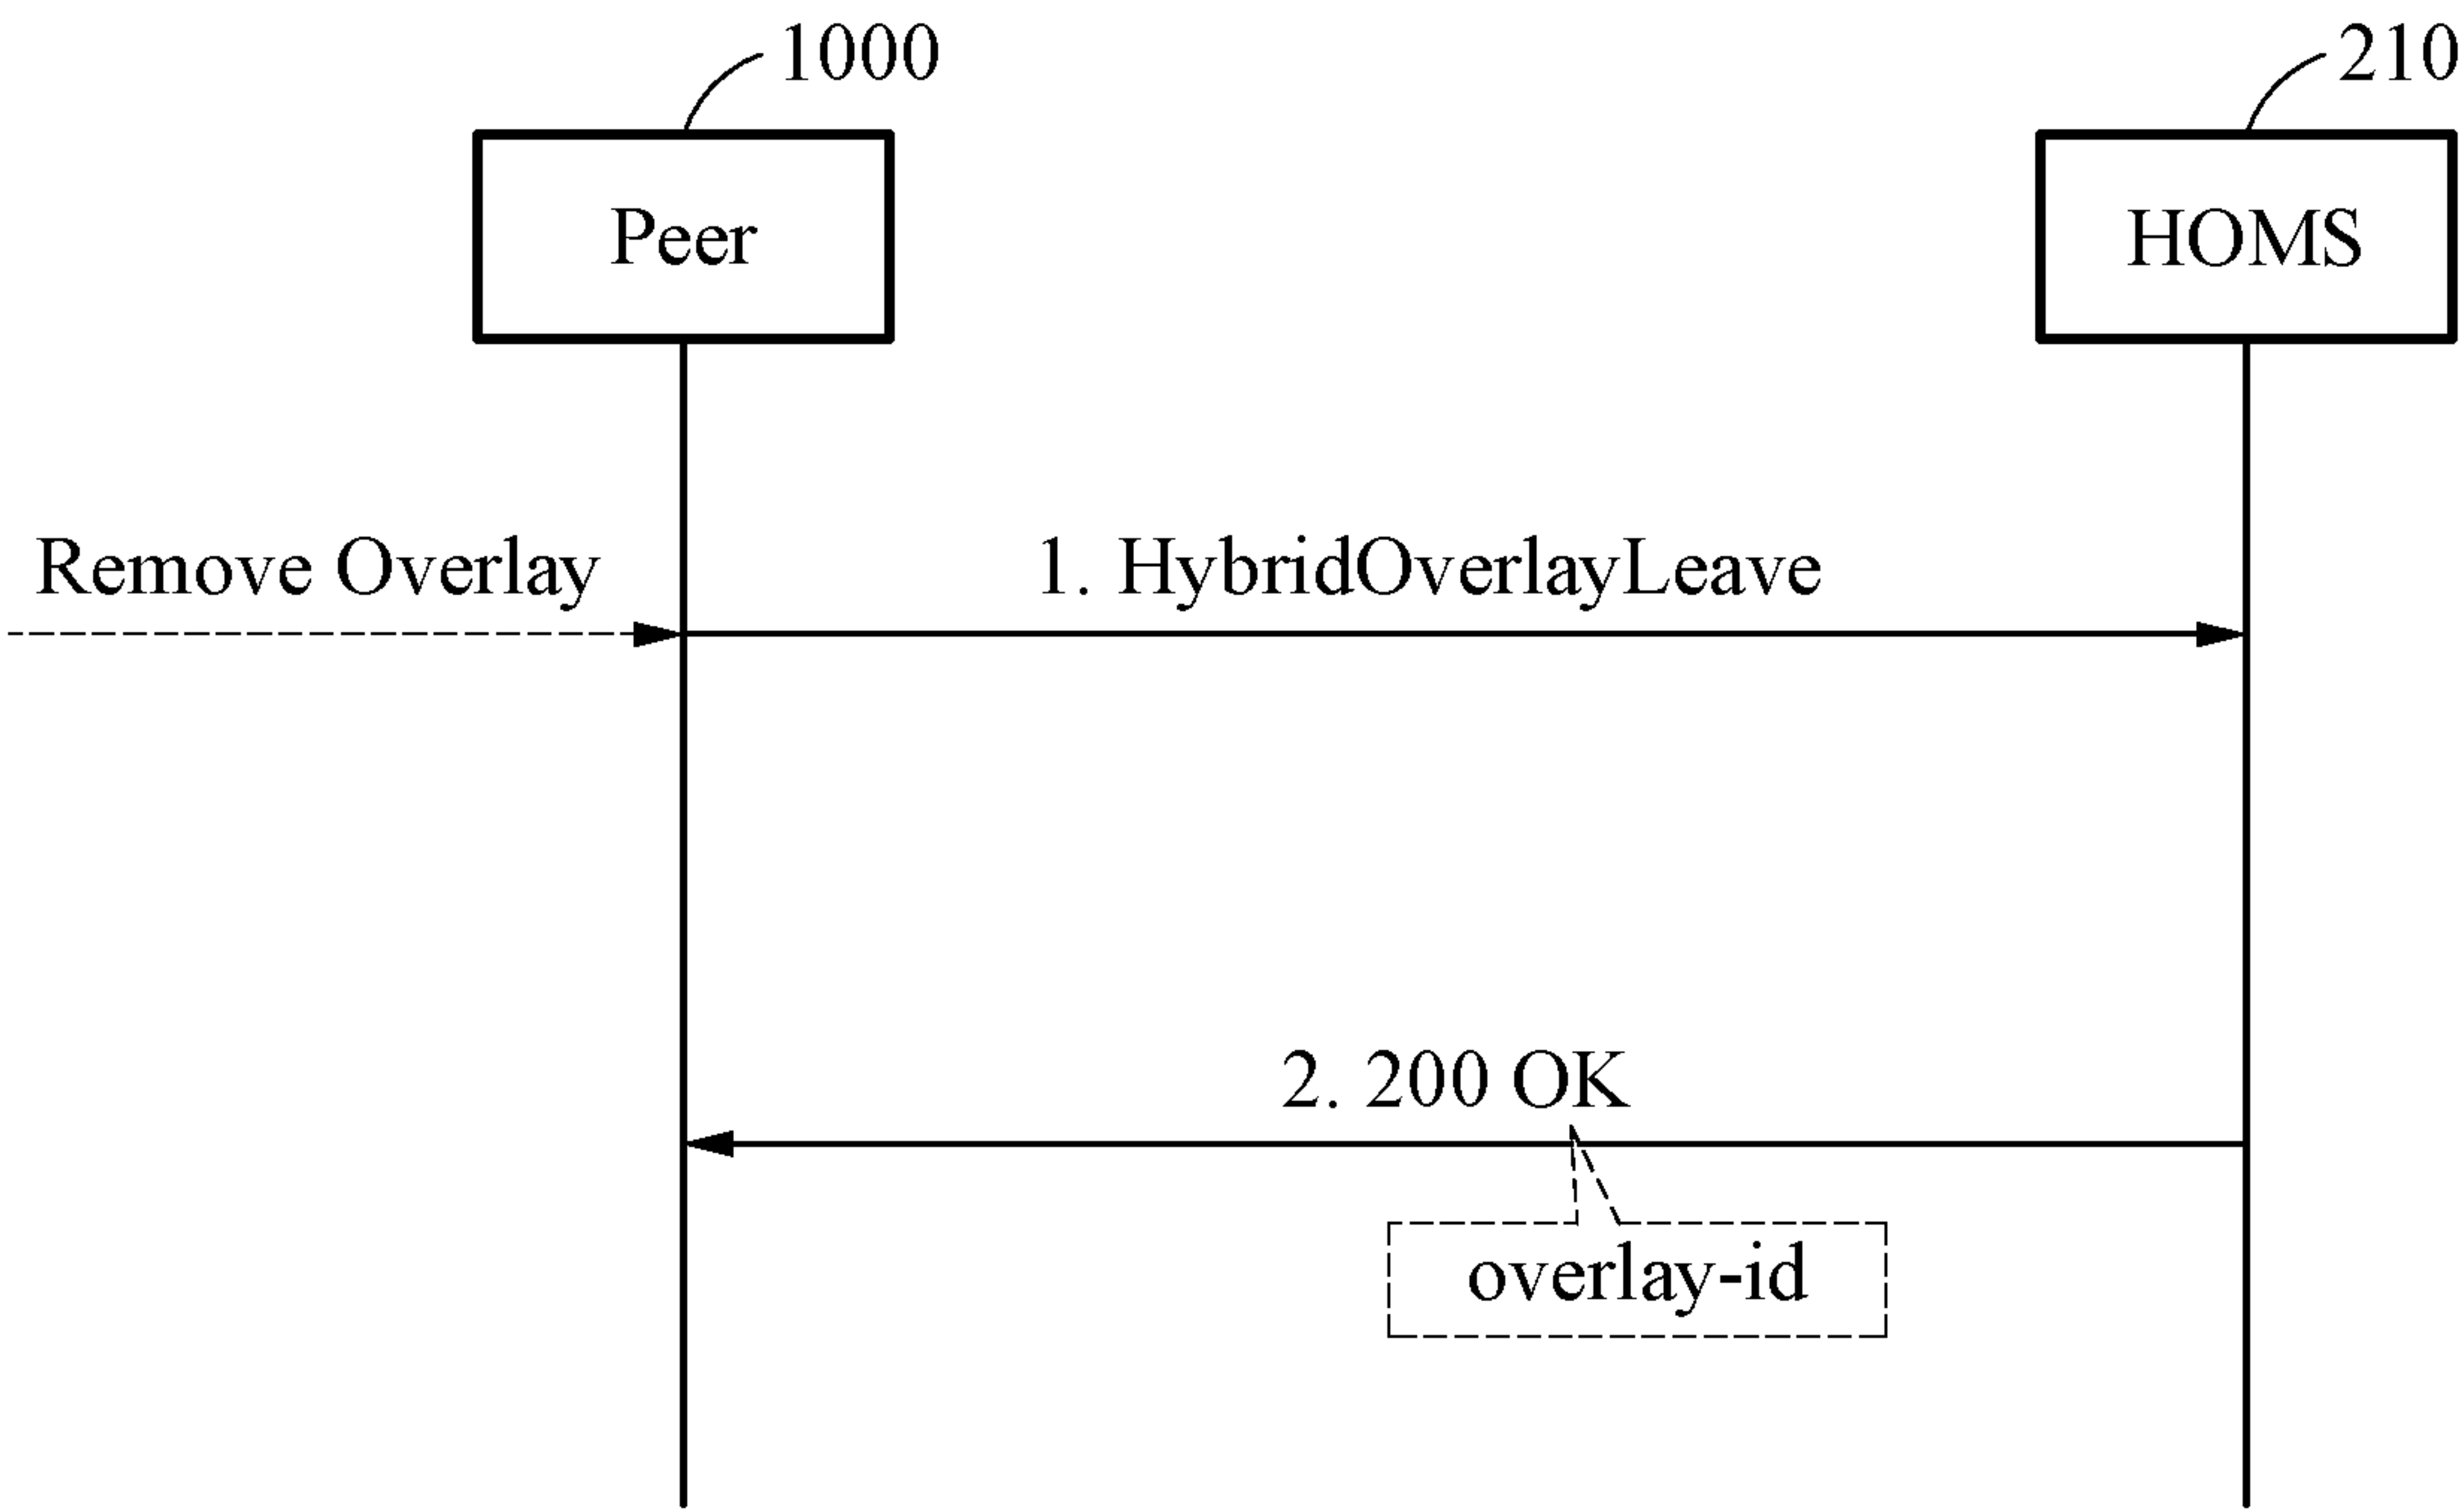 1000
210
Peer
HOMS
Remove Overlay
1. HybridOverlayLeave
2. 200 OK
overlay-id